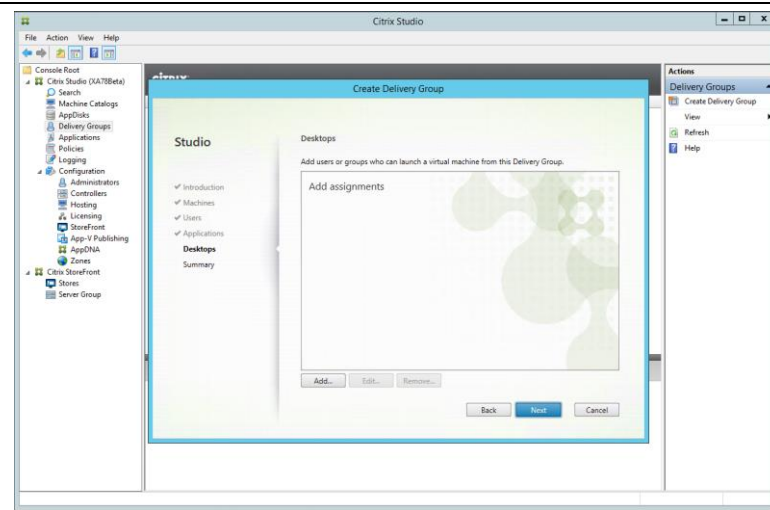 Citrix Studio
File Action View Help
Console Root
Citrix Studio (XA78Beta)
Search
Machine Catalogs
AppDisks
Delivery Groups
Applications
Policies
Logging
Configuration
Administrators
Controllers
Hosting
Licensing
StoreFront
App-V Publishing
AppDNA
Zones
Citrix StoreFront
Stores
Server Group
CİTRIX
Create Delivery Group
Studio
Introduction
Machines
Users
Applications
Desktops
Summary
Desktops
Add users or groups who can launch a virtual machine from this Delivery Group.
Add assignments
Add... Edit... Remove...
Back Next Cancel
Actions
Delivery Groups
Create Delivery Group
View
Refresh
Help